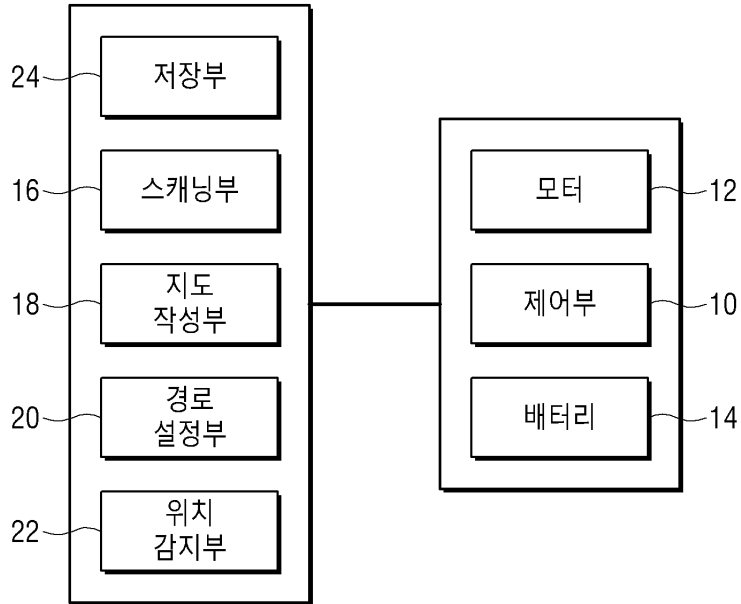 24
저장부
16
스캐닝부
18
지도
작성부
20
경로
설정부
22
위치
감지부
모터
12
제어부
10
배터리
14